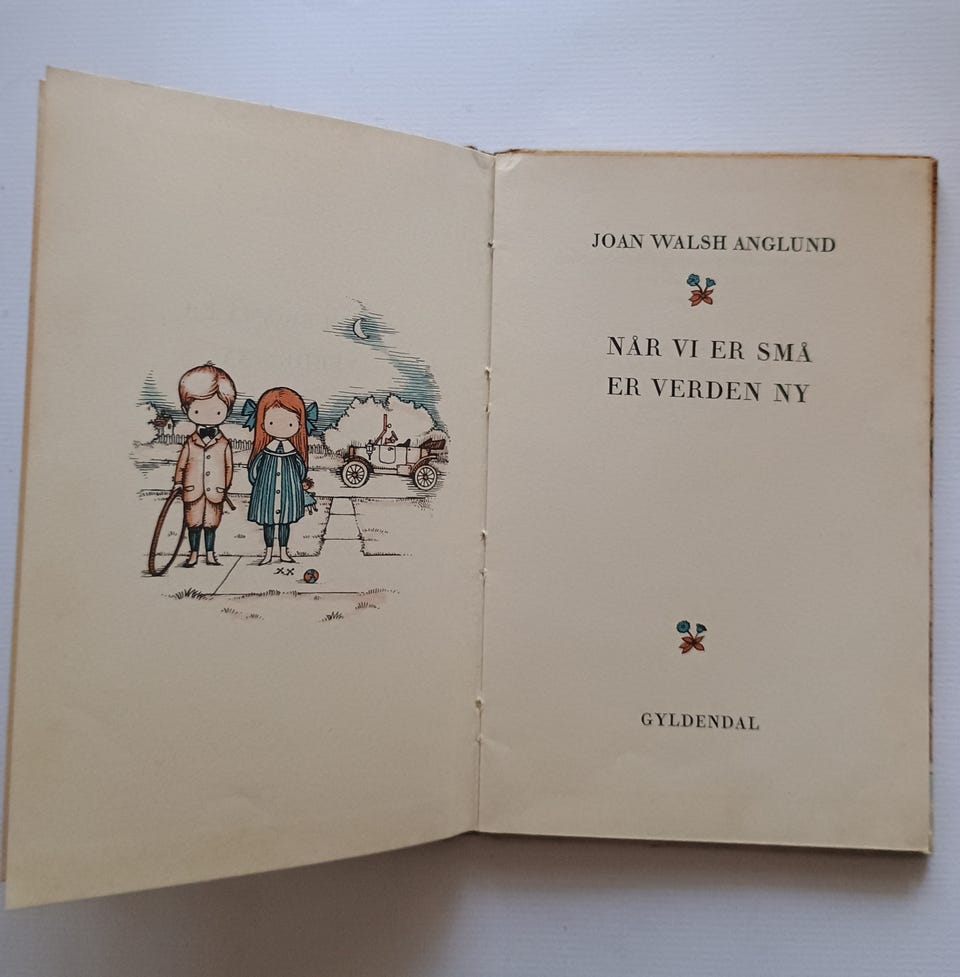 JOAN WALSH ANGLUND
NÅR VI ER SMÅ
ER VERDEN NY
GYLDENDAL